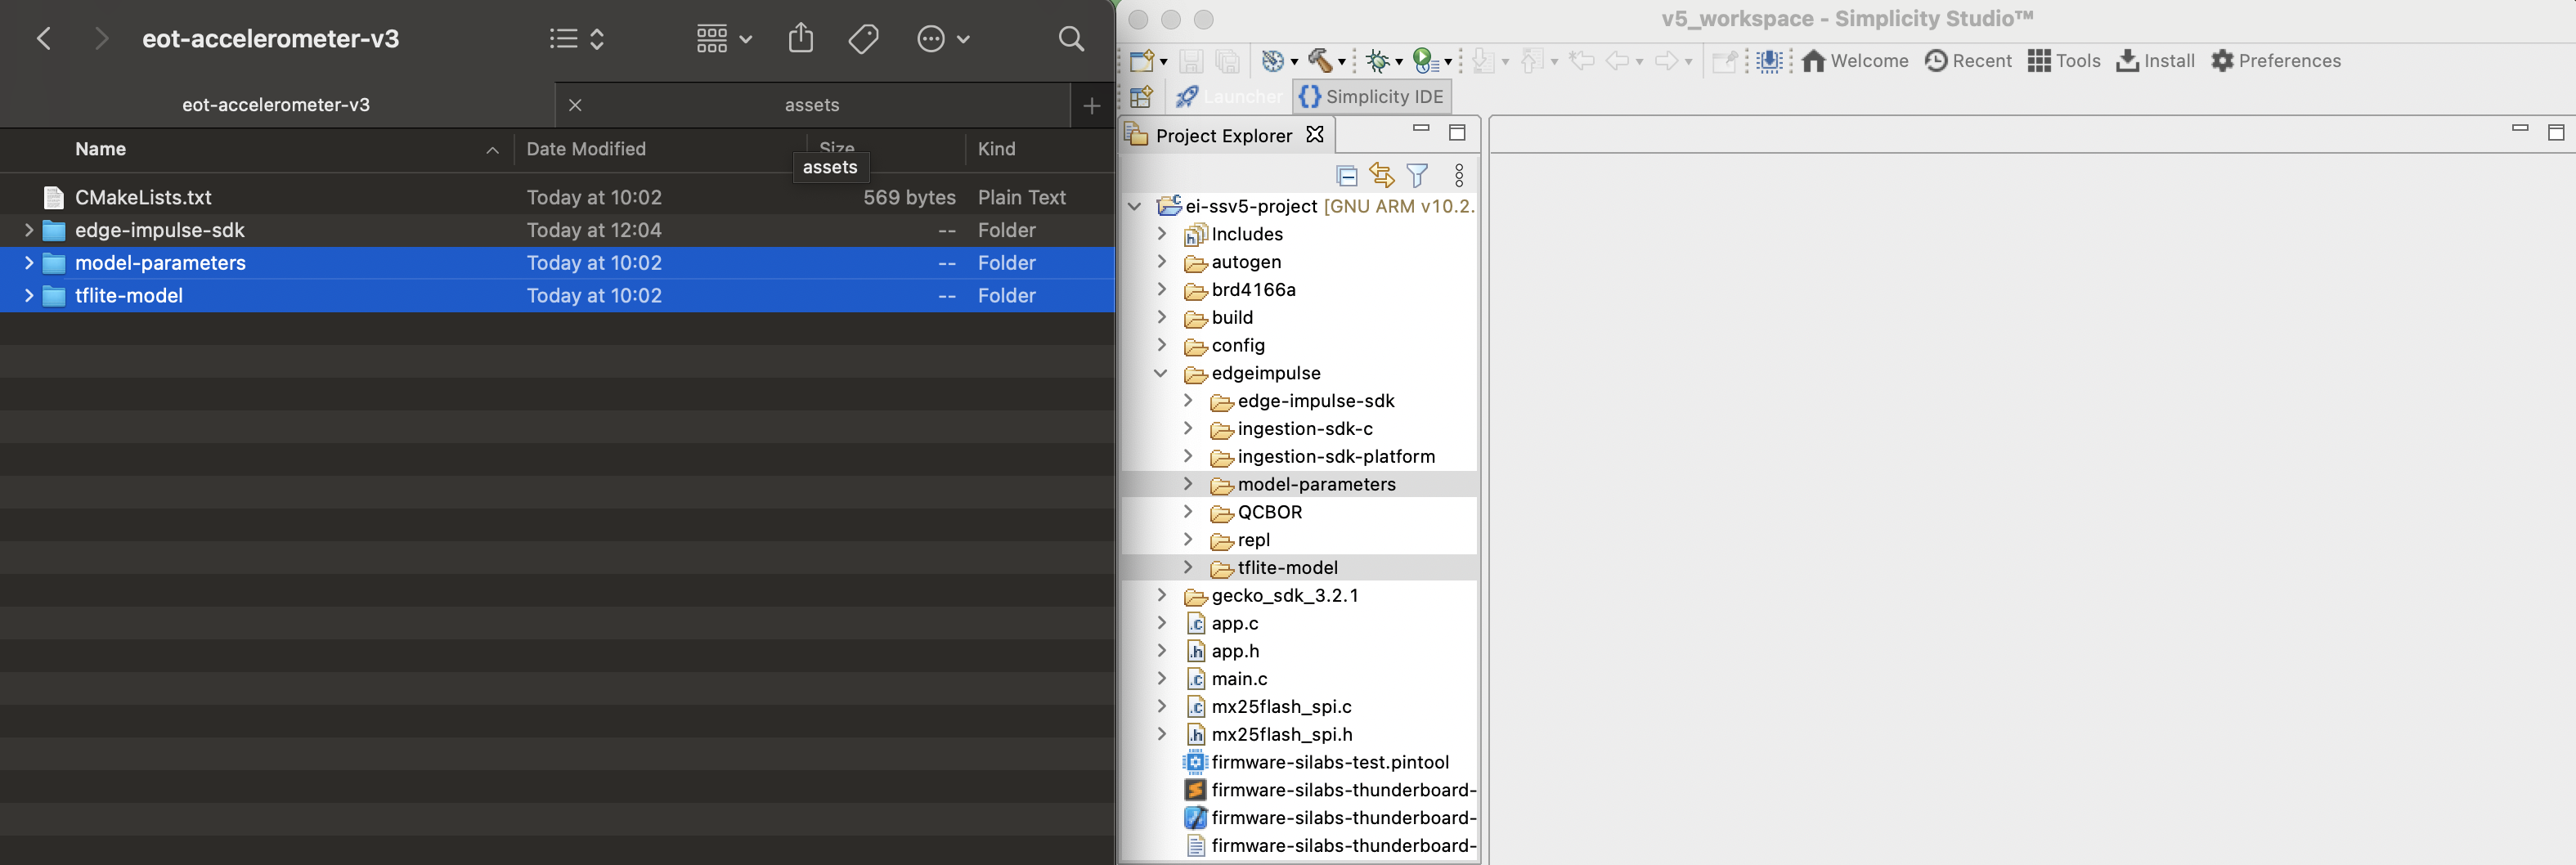 eot-accelerometer-v3
eot-accelerometer-v3
assets
Name
Date Modified
Size
Kind
assets
CMakeLists.txt
Today at 10:02
569 bytes
Plain Text
edge-impulse-sdk
Today at 12:04
--
Folder
model-parameters
Today at 10:02
--
Folder
tflite-model
Today at 10:02
--
Folder
v5_workspace - Simplicity Studio™
Welcome
Recent
Tools
Install
Preferences
Launcher
Simplicity IDE
Project Explorer
ei-ssv5-project [GNU ARM v10.2.
Includes
autogen
brd4166a
build
config
edgeimpulse
edge-impulse-sdk
ingestion-sdk-c
ingestion-sdk-platform
model-parameters
QCBOR
repl
tflite-model
gecko_sdk_3.2.1
app.c
app.h
main.c
mx25flash_spi.c
mx25flash_spi.h
firmware-silabs-test.pintool
firmware-silabs-thunderboard-
firmware-silabs-thunderboard-
firmware-silabs-thunderboard-